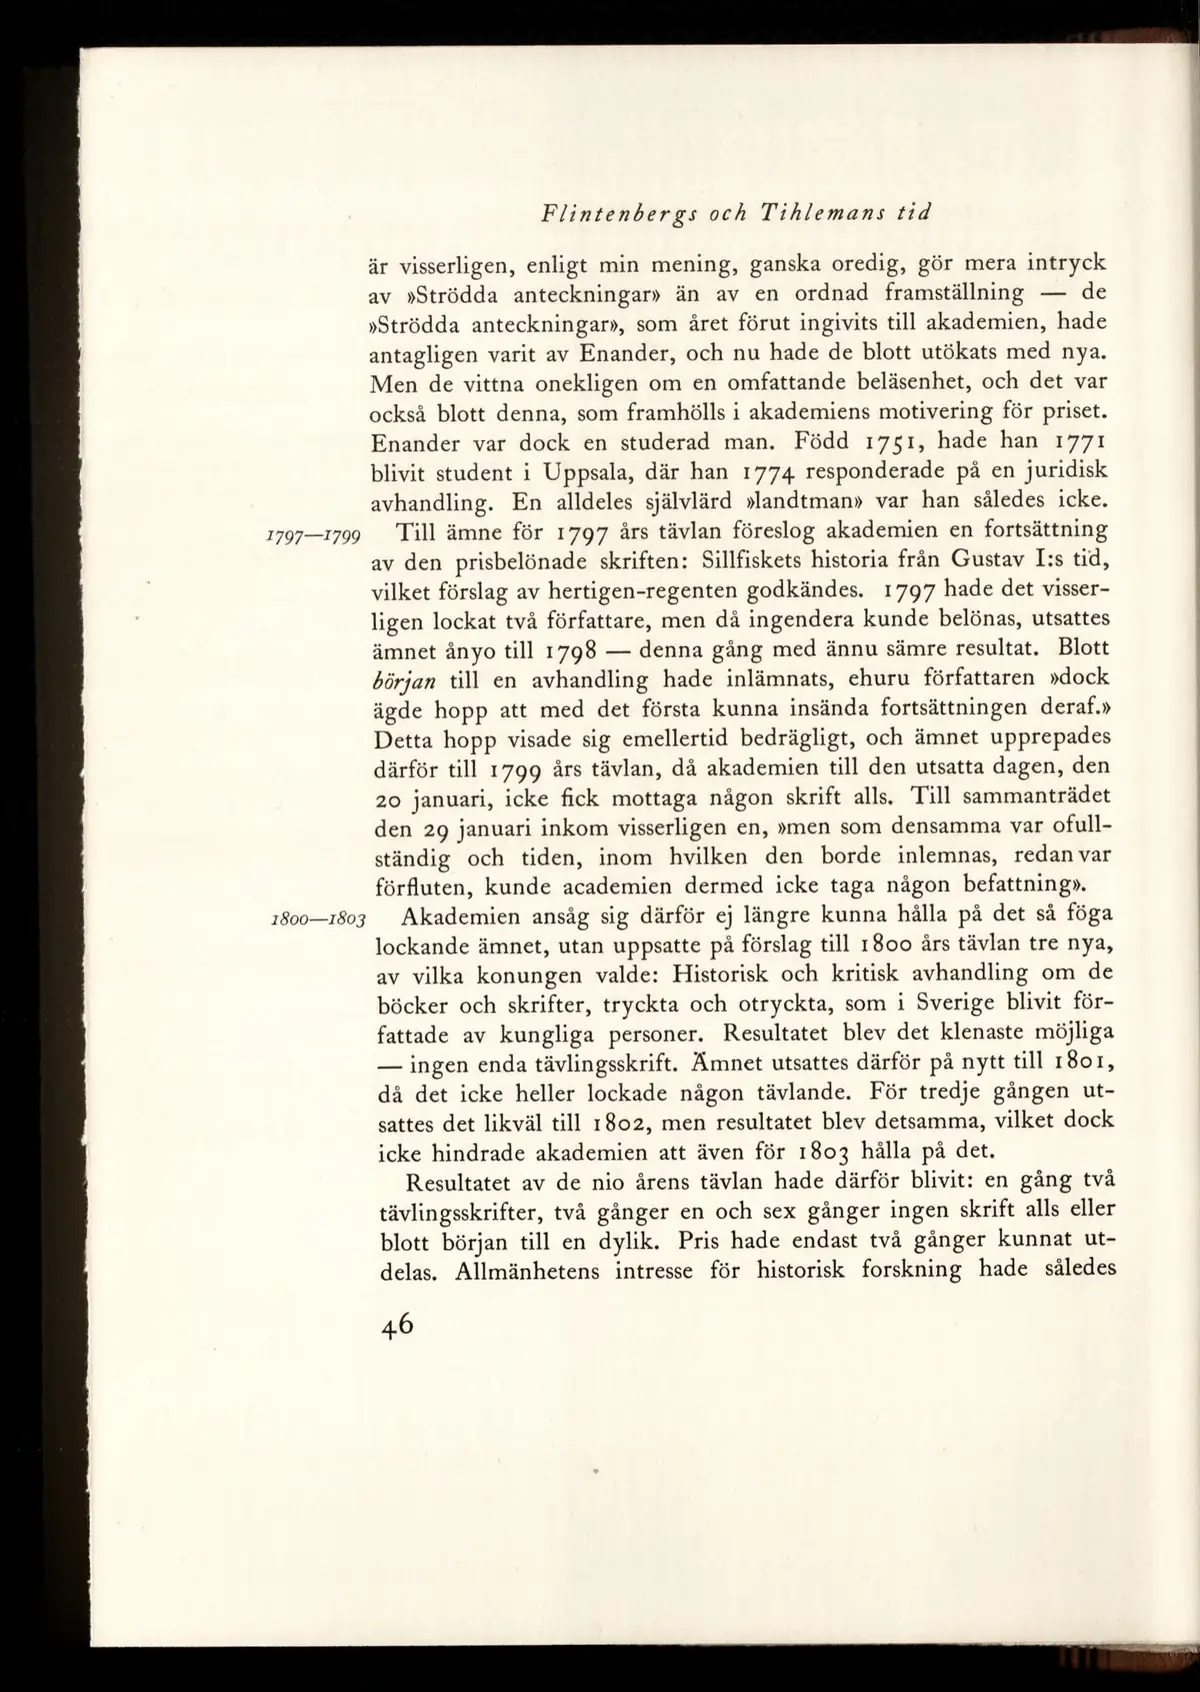 Flintenbergs och Tihlemans tid
är visserligen, enligt min mening, ganska oredig, gör mera intryck
av »Strödda anteckningar» än av en ordnad framställning — de
»Strödda anteckningar», som året förut ingivits till akademien, hade
antagligen varit av Enander, och nu hade de blott utökats med nya.
Men de vittna onekligen om en omfattande beläsenhet, och det var
också blott denna, som framhölls i akademiens motivering för priset.
Enander var dock en studerad man. Född 1751, hade han 1771
blivit student i Uppsala, där han 1774 responderade på en juridisk
avhandling. En alldeles självlärd »landtman» var han således icke.
1797—1799 Till ämne för 1797 års tävlan föreslog akademien en fortsättning
av den prisbelönade skriften: Sillfiskets historia från Gustav I:s tid,
vilket förslag av hertigen-regenten godkändes. 1797 hade det visser-
ligen lockat två författare, men då ingendera kunde belönas, utsattes
ämnet ånyo till 1798 — denna gång med ännu sämre resultat. Blott
början till en avhandling hade inlämnats, ehuru författaren »dock
ägde hopp att med det första kunna insända fortsättningen deraf.»
Detta hopp visade sig emellertid bedrägligt, och ämnet upprepades
därför till 1799 års tävlan, då akademien till den utsatta dagen, den
20 januari, icke fick mottaga någon skrift alls. Till sammanträdet
den 29 januari inkom visserligen en, »men som densamma var ofull-
ständig och tiden, inom hvilken den borde inlemnas, redan var
förfluten, kunde academien dermed icke taga någon befattning».
1800—1803 Akademien ansåg sig därför ej längre kunna hålla på det så föga
lockande ämnet, utan uppsatte på förslag till 1800 års tävlan tre nya,
av vilka konungen valde: Historisk och kritisk avhandling om de
böcker och skrifter, tryckta och otryckta, som i Sverige blivit för-
fattade av kungliga personer. Resultatet blev det klenaste möjliga
— ingen enda tävlingsskrift. Ämnet utsattes därför på nytt till 1801,
då det icke heller lockade någon tävlande. För tredje gången ut-
sattes det likväl till 1802, men resultatet blev detsamma, vilket dock
icke hindrade akademien att även för 1803 hålla på det.
Resultatet av de nio årens tävlan hade därför blivit: en gång två
tävlingsskrifter, två gånger en och sex gånger ingen skrift alls eller
blott början till en dylik. Pris hade endast två gånger kunnat ut-
delas. Allmänhetens intresse för historisk forskning hade således
46